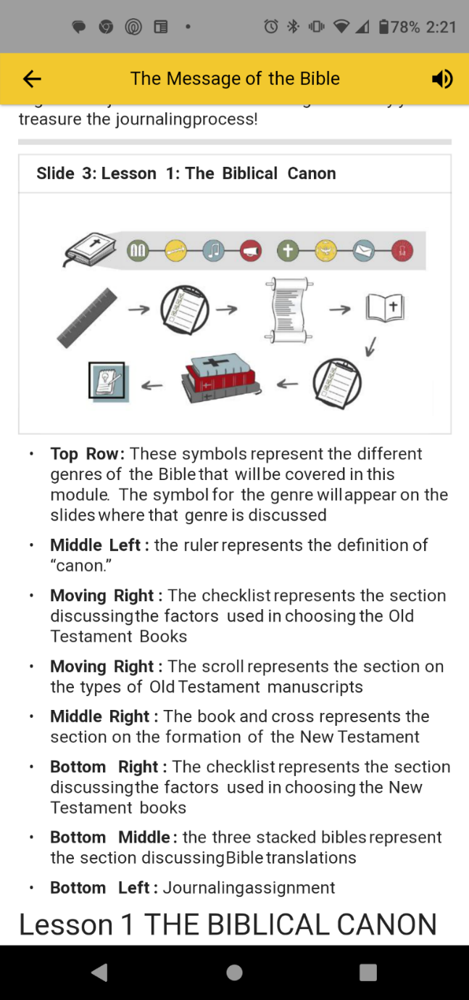 78% 2:21
The Message of the Bible
treasure the journalingprocess!
Slide 3: Lesson 1: The Biblical Canon
• Top Row: These symbols represent the different
genres of the Bible that willbe covered in this
module. The symbol for the genre will appear on the
slides where that genre is discussed
• Middle Left : the ruler represents the definition of
“canon.”
• Moving Right : The checklist represents the section
discussingthe factors used in choosing the Old
Testament Books
• Moving Right : The scroll represents the section on
the types of Old Testament manuscripts
• Middle Right : The book and cross represents the
section on the formation of the New Testament
• Bottom Right : The checklist represents the section
discussingthe factors used in choosing the New
Testament books
• Bottom Middle : the three stacked bibles represent
the section discussingBible translations
• Bottom Left : Journalingassignment
Lesson 1 THE BIBLICAL CANON